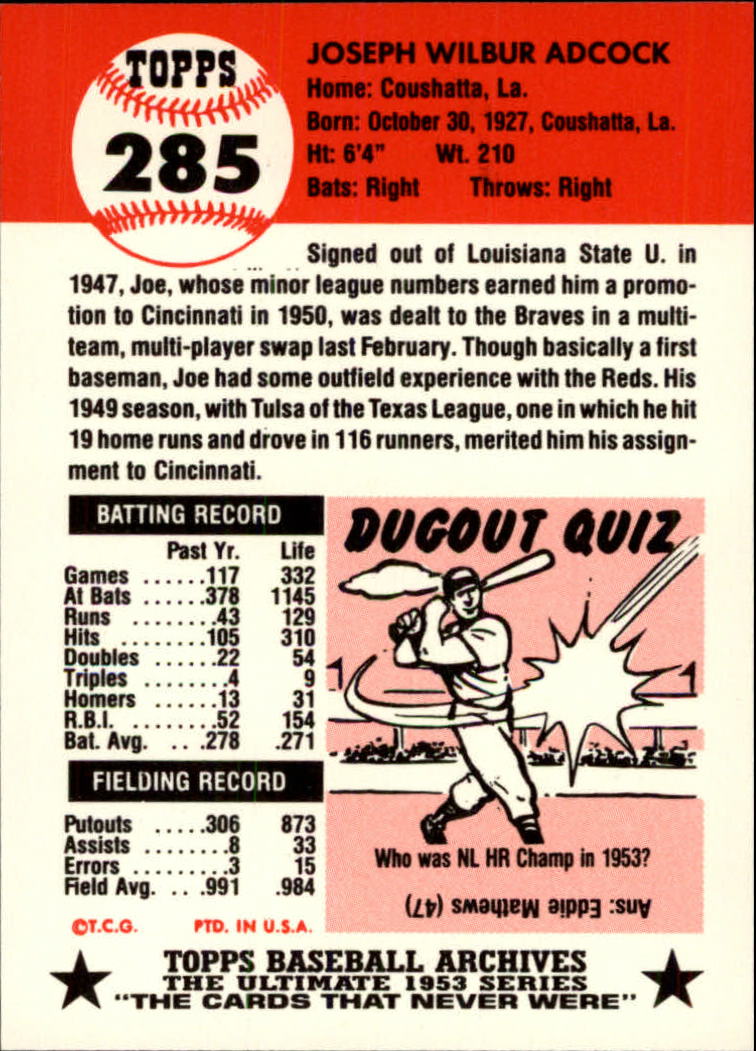 TOPPS
285
JOSEPH WILBUR ADCOCK
Home: Coushatta, La.
Born: October 30, 1927, Coushatta, La.
Ht: 6'4" Wt. 210
Bats: Right Throws: Right
Signed out of Louisiana State U. in
1947, Joe, whose minor league numbers earned him a promo-
tion to Cincinnati in 1950, was dealt to the Braves in a multi-
team, multi-player swap last February. Though basically a first
baseman, Joe had some outfield experience with the Reds. His
1949 season, with Tulsa of the Texas League, one in which he hit
19 home runs and drove in 116 runners, merited him his assign-
ment to Cincinnati.
BATTING RECORD
Past Yr. Life
Games ......117 332
At Bats ......378 1145
Runs ........43 129
Hits ........105 310
Doubles ......22 54
Triples ........4 9
Homers ......13 31
R.B.I. ........52 154
Bat. Avg. ...278 .271
FIELDING RECORD
Putouts .....306 873
Assists ........8 33
Errors ........3 15
Field Avg. ...991 .984
©T.C.G. PTD. IN U.S.A.
DUGOUT QUIZ
Who was NL HR Champ in 1953?
Ans: Eddie Mathews (47)
TOPPS BASEBALL ARCHIVES
THE ULTIMATE 1953 SERIES
"THE CARDS THAT NEVER WERE"